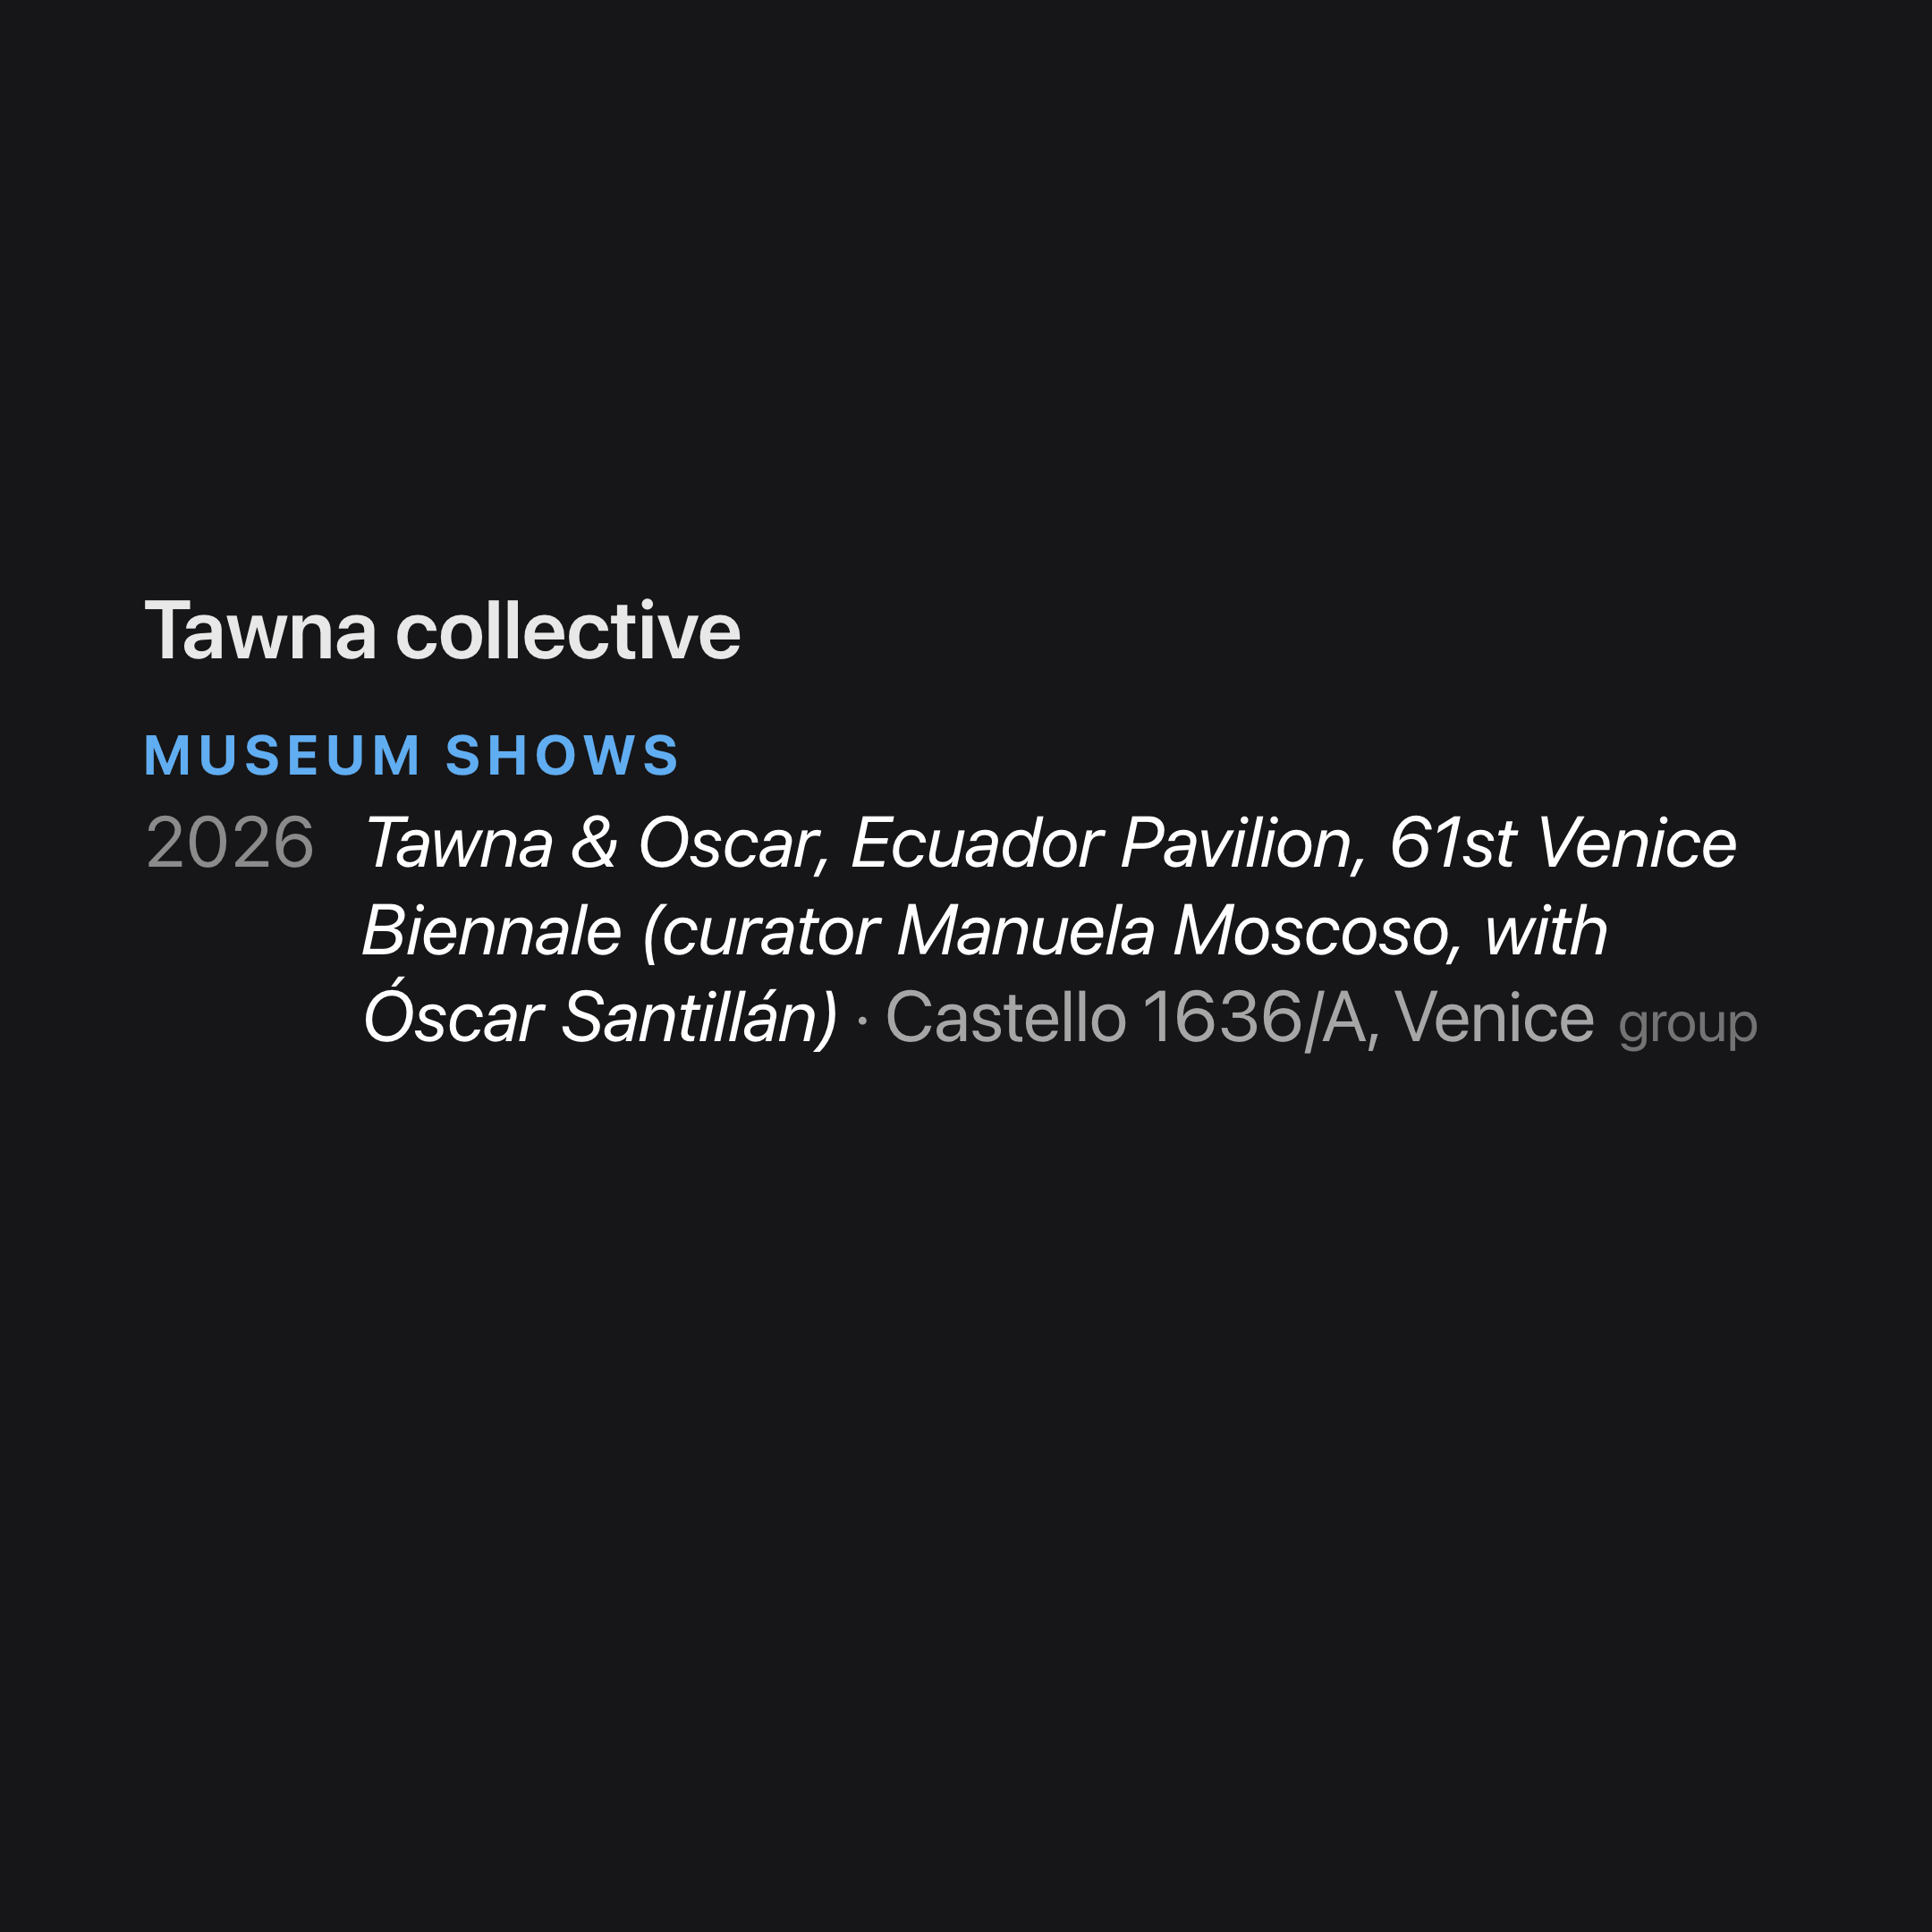 Tawna collective
MUSEUM SHOWS
2026 Tawna & Oscar, Ecuador Pavilion, 61st Venice
Biennale (curator Manuela Moscoso, with
Óscar Santillán) · Castello 1636/A, Venice group